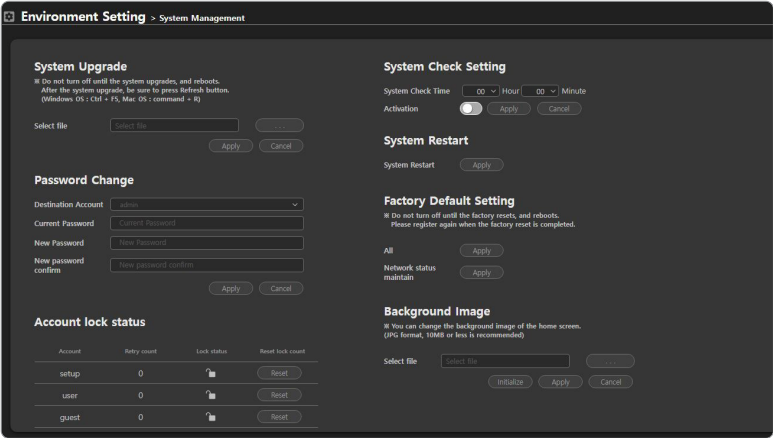 Environment Setting > System Management
System Upgrade
※ Do not turn off until the system upgrades, and reboots.
After the system upgrade, be sure to press Refresh button.
(Windows OS : Ctrl + F5, Mac OS : command + R)
Select file
Select file
. . .
Apply
Cancel
Password Change
Destination Account
admin
Current Password
Current Password
New Password
New Password
New password
confirm
New password confirm
Apply
Cancel
Account lock status
Account Retry count Lock status Reset lock count
setup 0 Reset
user 0 Reset
guest 0 Reset
System Check Setting
System Check Time 00 Hour 00 Minute
Activation Apply Cancel
System Restart
System Restart Apply
Factory Default Setting
※ Do not turn off until the factory resets, and reboots.
Please register again when the factory reset is completed.
All Apply
Network status
maintain
Apply
Background Image
※ You can change the background image of the home screen.
(JPG format, 10MB or less is recommended)
Select file
Select file
. . .
Initialize Apply Cancel